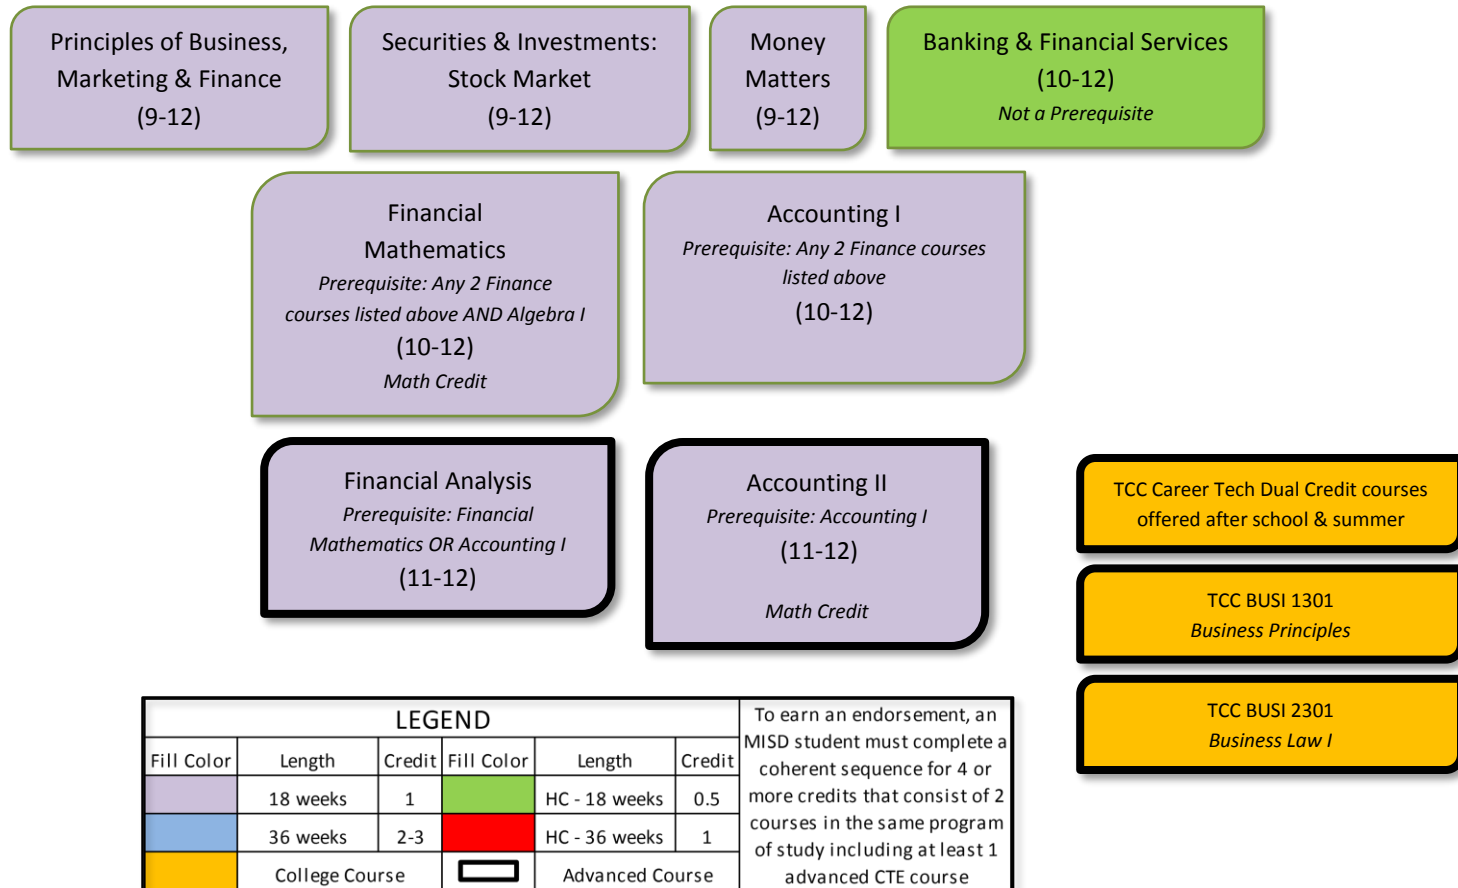 Principles of Business,
Marketing & Finance
(9-12)
Securities & Investments:
Stock Market
(9-12)
Money
Matters
(9-12)
Banking & Financial Services
(10-12)
Not a Prerequisite
Financial
Mathematics
Prerequisite: Any 2 Finance
courses listed above AND Algebra I
(10-12)
Math Credit
Accounting I
Prerequisite: Any 2 Finance courses
listed above
(10-12)
Financial Analysis
Prerequisite: Financial
Mathematics OR Accounting I
(11-12)
Accounting II
Prerequisite: Accounting I
(11-12)
Math Credit
TCC Career Tech Dual Credit courses
offered after school & summer
TCC BUSI 1301
Business Principles
TCC BUSI 2301
Business Law I
LEGEND
Fill Color Length Credit Fill Color Length Credit
18 weeks 1 HC - 18 weeks 0.5
36 weeks 2-3 HC - 36 weeks 1
College Course Advanced Course
To earn an endorsement, an
MISD student must complete a
coherent sequence for 4 or
more credits that consist of 2
courses in the same program
of study including at least 1
advanced CTE course